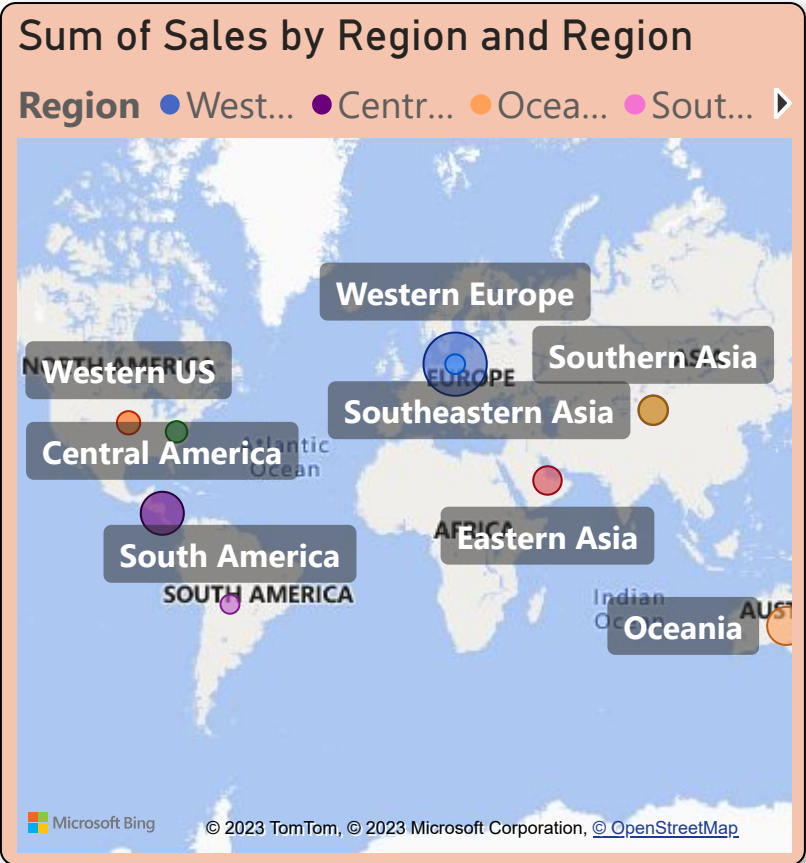 Sum of Sales by Region and Region
Region West... Centr... Ocea... Sout...
Western Europe
NORTH AMERICA
Western US
Southern Asia
ASIA
EUROPE
Southeastern Asia
Atlantic
Ocean
Central America
AFRICA
Eastern Asia
South America
SOUTH AMERICA
Indian
Ocean
Oceania
AUST
Microsoft Bing
© 2023 TomTom, © 2023 Microsoft Corporation, © OpenStreetMap